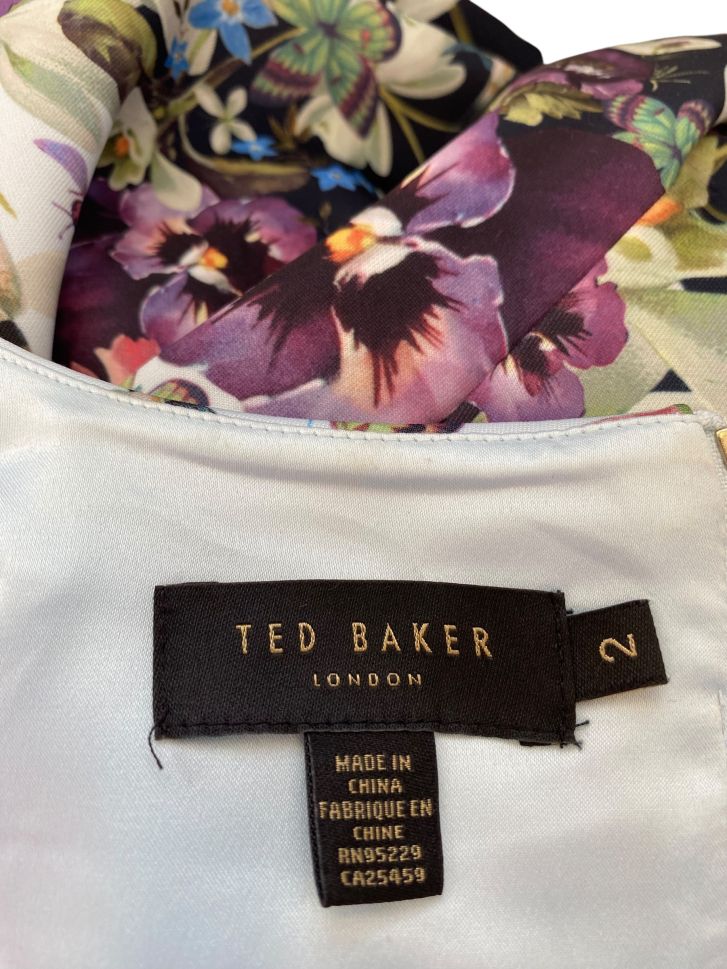 TED BAKER
LONDON
2
MADE IN
CHINA
FABRIQUE EN
CHINE
RN95229
CA25459